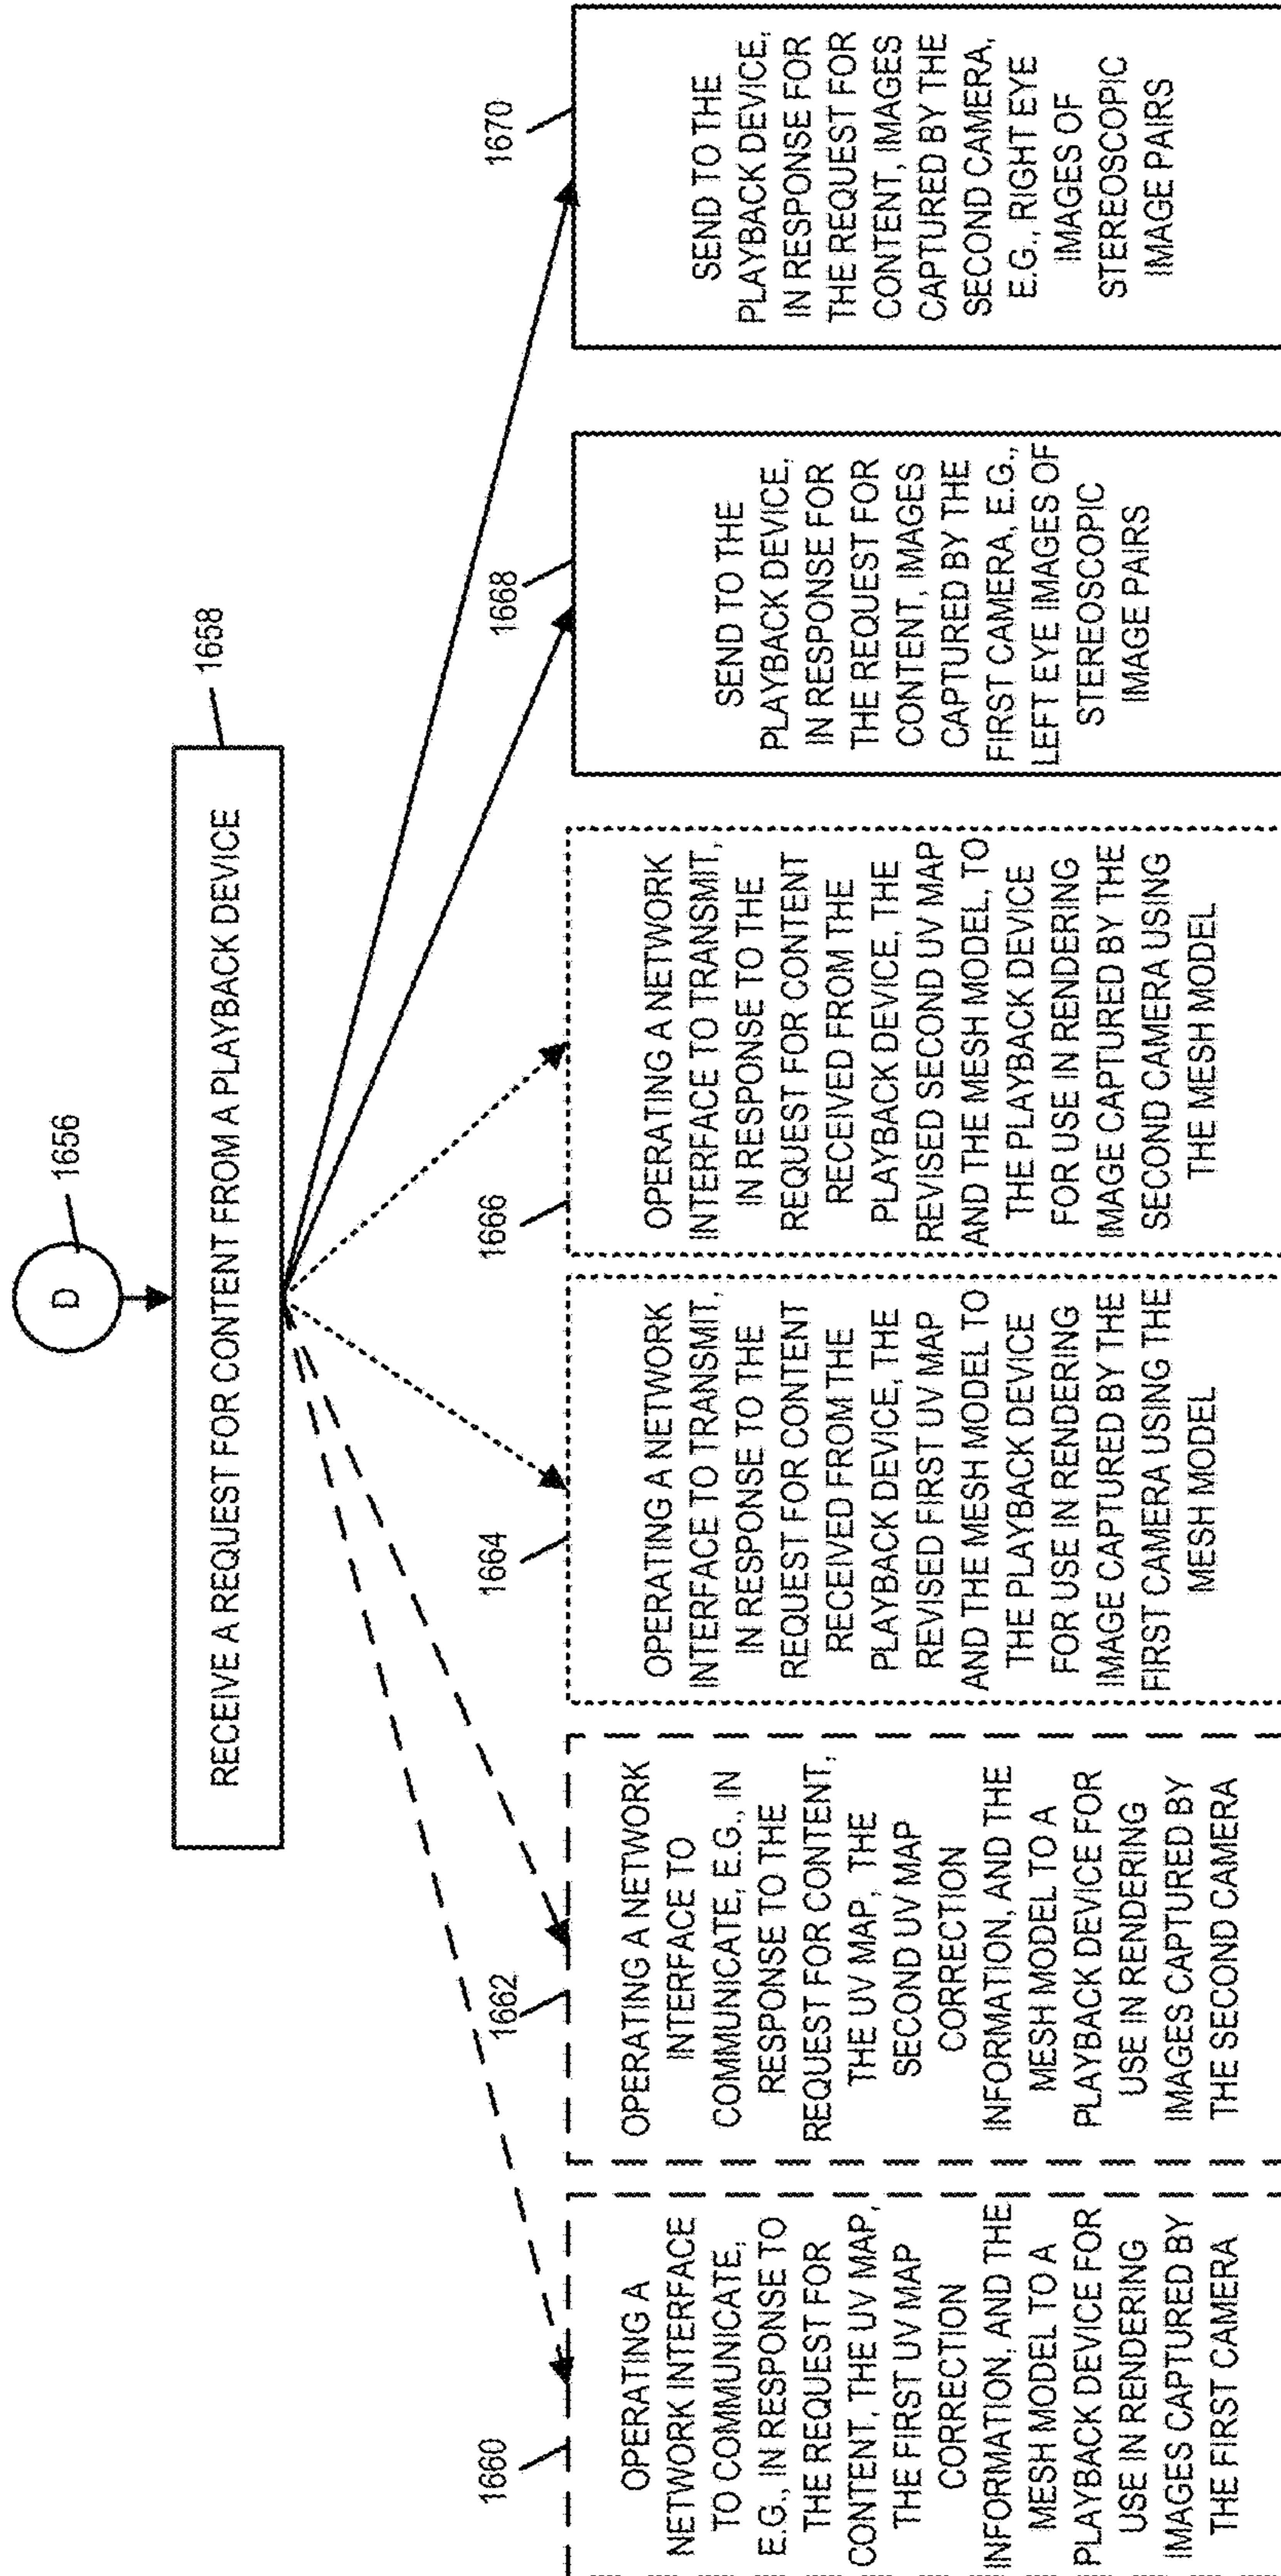 D
1656
RECEIVE A REQUEST FOR CONTENT FROM A PLAYBACK DEVICE
1658
1660
OPERATING A
NETWORK INTERFACE
TO COMMUNICATE,
E.G., IN RESPONSE TO
THE REQUEST FOR
CONTENT, THE UV MAP,
THE FIRST UV MAP
CORRECTION
INFORMATION, AND THE
MESH MODEL TO A
PLAYBACK DEVICE FOR
USE IN RENDERING
IMAGES CAPTURED BY
THE FIRST CAMERA
1662
OPERATING A NETWORK
INTERFACE TO
COMMUNICATE, E.G., IN
RESPONSE TO THE
REQUEST FOR CONTENT,
THE UV MAP, THE
SECOND UV MAP
CORRECTION
INFORMATION, AND THE
MESH MODEL TO A
PLAYBACK DEVICE FOR
USE IN RENDERING
IMAGES CAPTURED BY
THE SECOND CAMERA
1664
OPERATING A NETWORK
INTERFACE TO TRANSMIT,
IN RESPONSE TO THE
REQUEST FOR CONTENT
RECEIVED FROM THE
PLAYBACK DEVICE, THE
REVISED FIRST UV MAP
AND THE MESH MODEL TO
THE PLAYBACK DEVICE
FOR USE IN RENDERING
IMAGE CAPTURED BY THE
FIRST CAMERA USING THE
MESH MODEL
1666
OPERATING A NETWORK
INTERFACE TO TRANSMIT,
IN RESPONSE TO THE
REQUEST FOR CONTENT
RECEIVED FROM THE
PLAYBACK DEVICE, THE
REVISED SECOND UV MAP
AND THE MESH MODEL, TO
THE PLAYBACK DEVICE
FOR USE IN RENDERING
IMAGE CAPTURED BY THE
SECOND CAMERA USING
THE MESH MODEL
1668
SEND TO THE
PLAYBACK DEVICE,
IN RESPONSE FOR
THE REQUEST FOR
CONTENT, IMAGES
CAPTURED BY THE
FIRST CAMERA, E.G.,
LEFT EYE IMAGES OF
STEREOSCOPIC
IMAGE PAIRS
1670
SEND TO THE
PLAYBACK DEVICE,
IN RESPONSE FOR
THE REQUEST FOR
CONTENT, IMAGES
CAPTURED BY THE
SECOND CAMERA,
E.G., RIGHT EYE
IMAGES OF
STEREOSCOPIC
IMAGE PAIRS